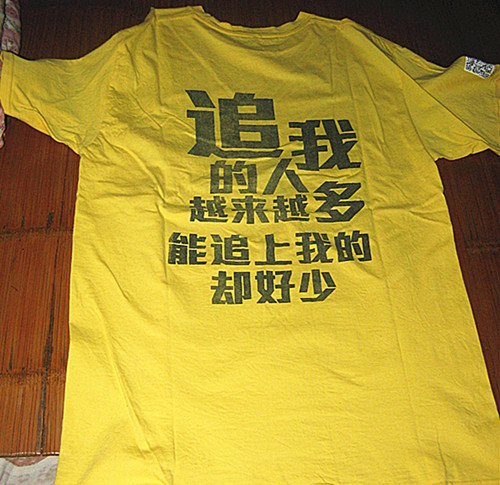 追我
的人
越来越多
能追上我的
却好少